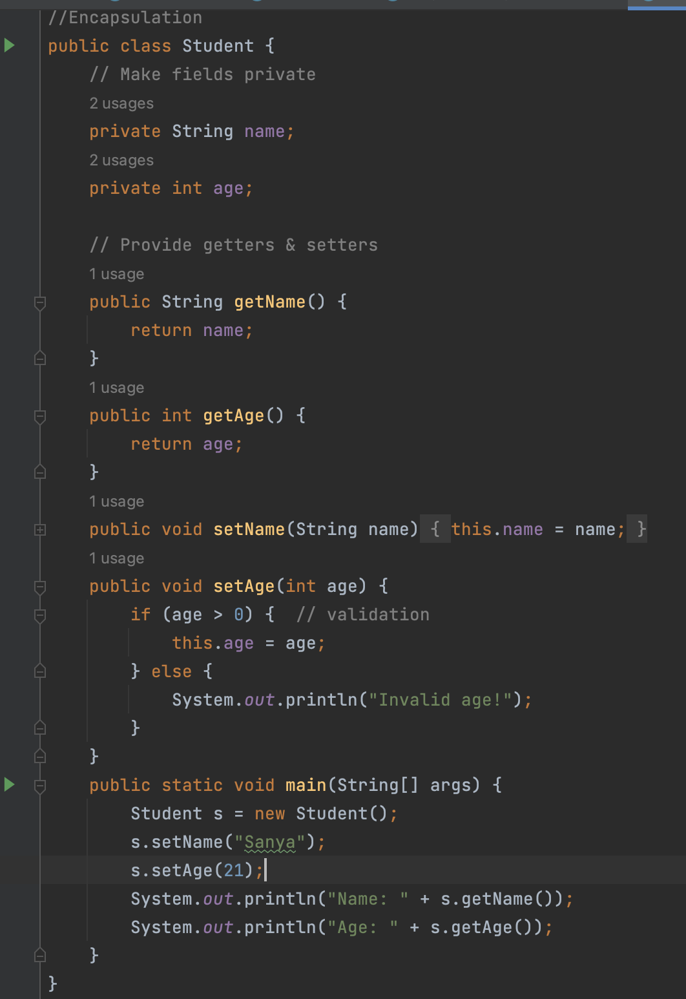 //Encapsulation
public class Student {
    // Make fields private
    2 usages
    private String name;
    2 usages
    private int age;

    // Provide getters & setters
    1 usage
    public String getName() {
        return name;
    }
    1 usage
    public int getAge() {
        return age;
    }
    1 usage
    public void setName(String name) { this.name = name; }
    1 usage
    public void setAge(int age) {
        if (age > 0) {  // validation
            this.age = age;
        } else {
            System.out.println("Invalid age!");
        }
    }
    public static void main(String[] args) {
        Student s = new Student();
        s.setName("Sanya");
        s.setAge(21);
        System.out.println("Name: " + s.getName());
        System.out.println("Age: " + s.getAge());
    }
}